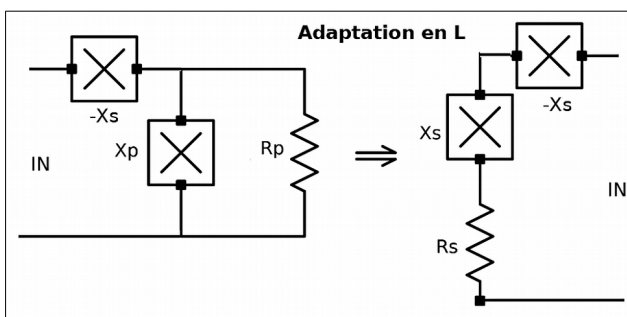 Adaptation en L
-Xs
Xp
Rp
IN
-Xs
Xs
IN
Rs